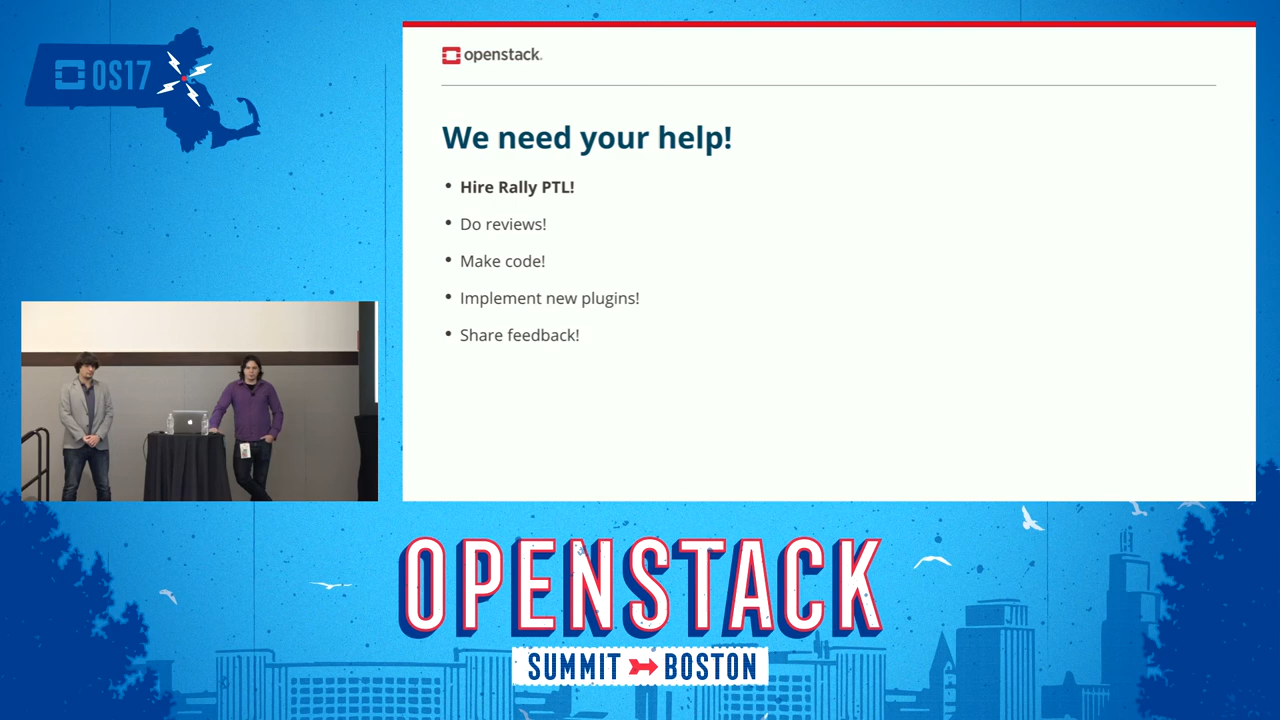 OS17
openstack.
We need your help!
• Hire Rally PTL!
• Do reviews!
• Make code!
• Implement new plugins!
• Share feedback!
OPENSTACK
SUMMIT BOSTON